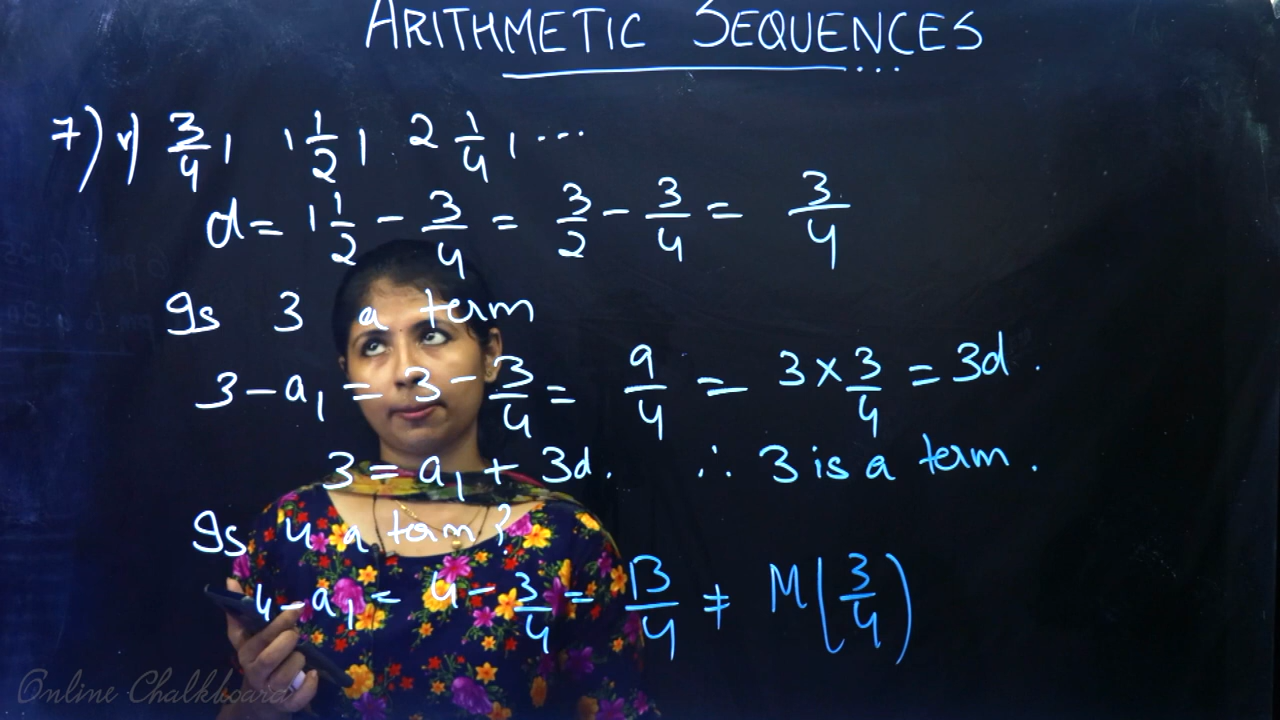 ARITHMETIC SEQUENCES ...
7) v) 3/4, 1 1/2, 2 1/4, ...
d = 1 1/2 - 3/4 = 3/2 - 3/4 = 3/4
Is 3 a term
3 - a₁ = 3 - 3/4 = 9/4 = 3 × 3/4 = 3d.
3 = a₁ + 3d. ∴ 3 is a term.
Is 4 a term?
4 - a₁ = 4 - 3/4 = 13/4 ≠ M(3/4)
Online Chalkboard